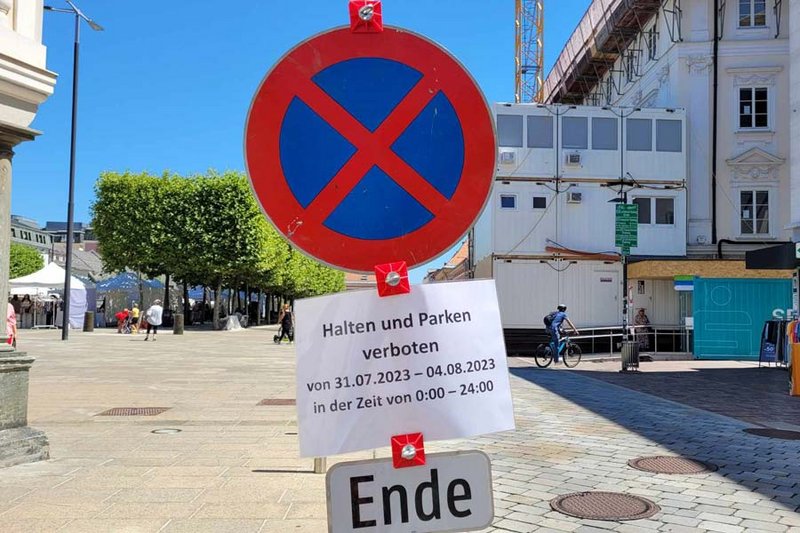 Halten und Parken
verboten
von 31.07.2023 – 04.08.2023
in der Zeit von 0:00 – 24:00
Ende